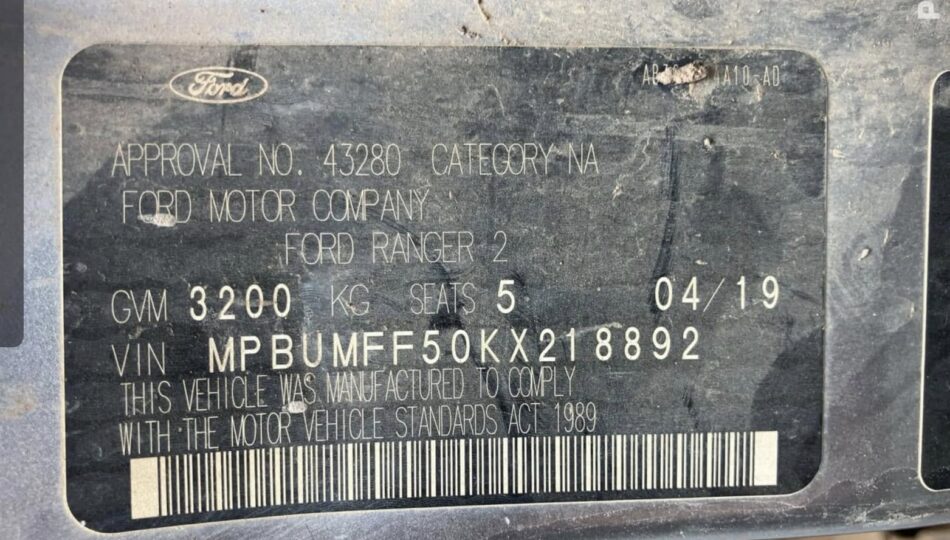 Ford
APPROVAL NO. 43280 CATEGORY NA
FORD MOTOR COMPANY
FORD RANGER 2
GVM 3200 KG SEATS 5 04/19
VIN MPBUMFF50KX218892
THIS VEHICLE WAS MANUFACTURED TO COMPLY
WITH THE MOTOR VEHICLE STANDARDS ACT 1989